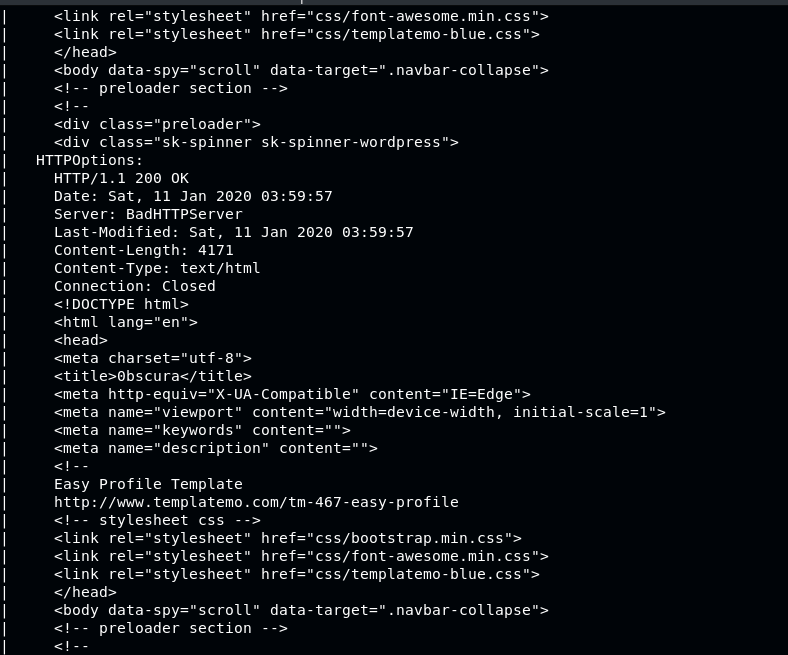 |     <link rel="stylesheet" href="css/font-awesome.min.css">
|     <link rel="stylesheet" href="css/templatemo-blue.css">
|     </head>
|     <body data-spy="scroll" data-target=".navbar-collapse">
|     <!-- preloader section -->
|     <!--
|     <div class="preloader">
|     <div class="sk-spinner sk-spinner-wordpress">
|   HTTPOptions:
|     HTTP/1.1 200 OK
|     Date: Sat, 11 Jan 2020 03:59:57
|     Server: BadHTTPServer
|     Last-Modified: Sat, 11 Jan 2020 03:59:57
|     Content-Length: 4171
|     Content-Type: text/html
|     Connection: Closed
|     <!DOCTYPE html>
|     <html lang="en">
|     <head>
|     <meta charset="utf-8">
|     <title>0bscura</title>
|     <meta http-equiv="X-UA-Compatible" content="IE=Edge">
|     <meta name="viewport" content="width=device-width, initial-scale=1">
|     <meta name="keywords" content="">
|     <meta name="description" content="">
|     <!--
|     Easy Profile Template
|     http://www.templatemo.com/tm-467-easy-profile
|     <!-- stylesheet css -->
|     <link rel="stylesheet" href="css/bootstrap.min.css">
|     <link rel="stylesheet" href="css/font-awesome.min.css">
|     <link rel="stylesheet" href="css/templatemo-blue.css">
|     </head>
|     <body data-spy="scroll" data-target=".navbar-collapse">
|     <!-- preloader section -->
|     <!--